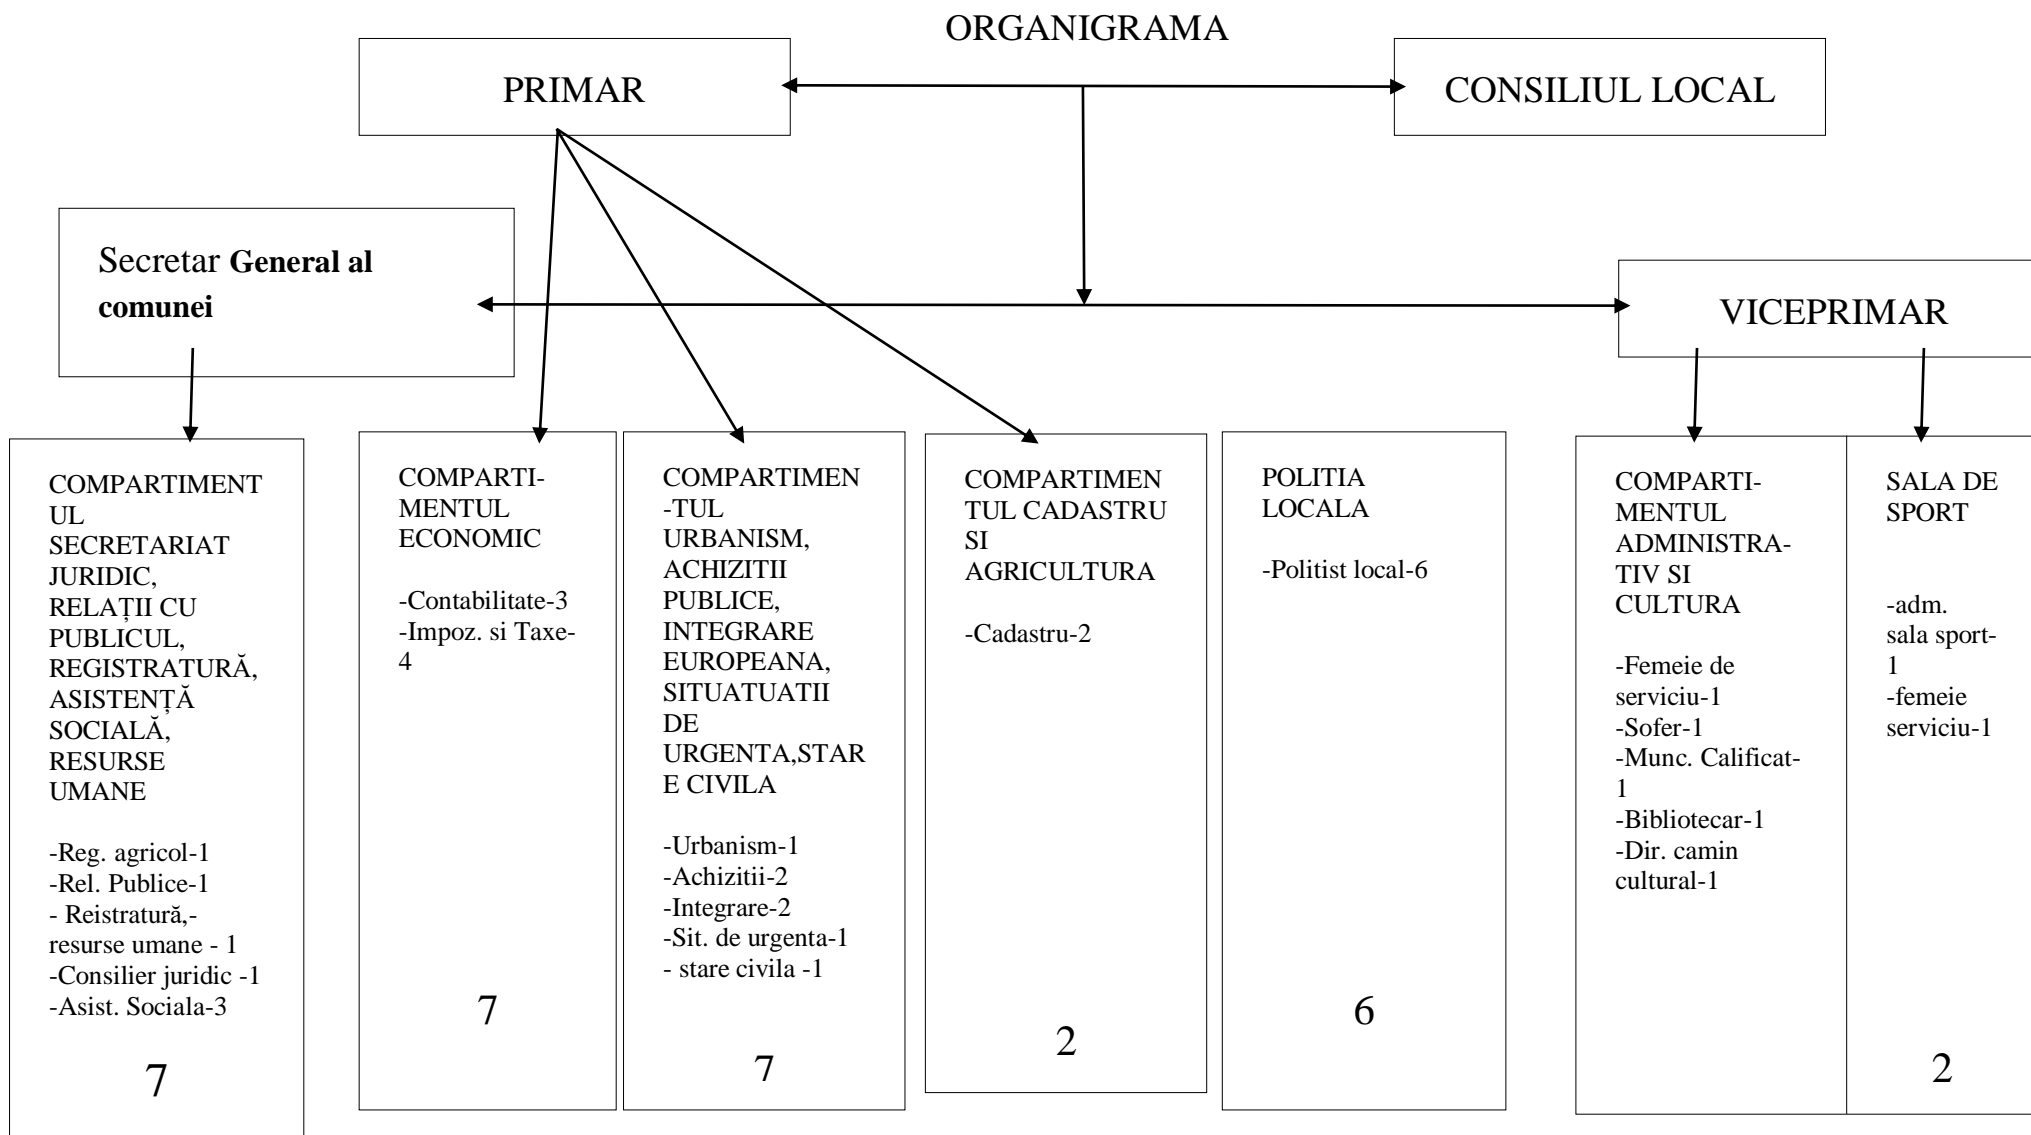 ORGANIGRAMA
PRIMAR
CONSILIUL LOCAL
Secretar General al
comunei
VICEPRIMAR
COMPARTIMENT
UL
SECRETARIAT
JURIDIC,
RELAȚII CU
PUBLICUL,
REGISTRATURĂ,
ASISTENȚĂ
SOCIALĂ,
RESURSE
UMANE
-Reg. agricol-1
-Rel. Publice-1
- Reistratură,-
resurse umane - 1
-Consilier juridic -1
-Asist. Sociala-3
7
COMPARTI-
MENTUL
ECONOMIC
-Contabilitate-3
-Impoz. si Taxe-
4
7
COMPARTIMEN
-TUL
URBANISM,
ACHIZITII
PUBLICE,
INTEGRARE
EUROPEANA,
SITUATUATII
DE
URGENTA,STAR
E CIVILA
-Urbanism-1
-Achizitii-2
-Integrare-2
-Sit. de urgenta-1
- stare civila -1
7
COMPARTIMEN
TUL CADASTRU
SI
AGRICULTURA
-Cadastru-2
2
POLITIA
LOCALA
-Politist local-6
6
COMPARTI-
MENTUL
ADMINISTRA-
TIV SI
CULTURA
-Femeie de
serviciu-1
-Sofer-1
-Munc. Calificat-
1
-Bibliotecar-1
-Dir. camin
cultural-1
SALA DE
SPORT
-adm.
sala sport-
1
-femeie
serviciu-1
2